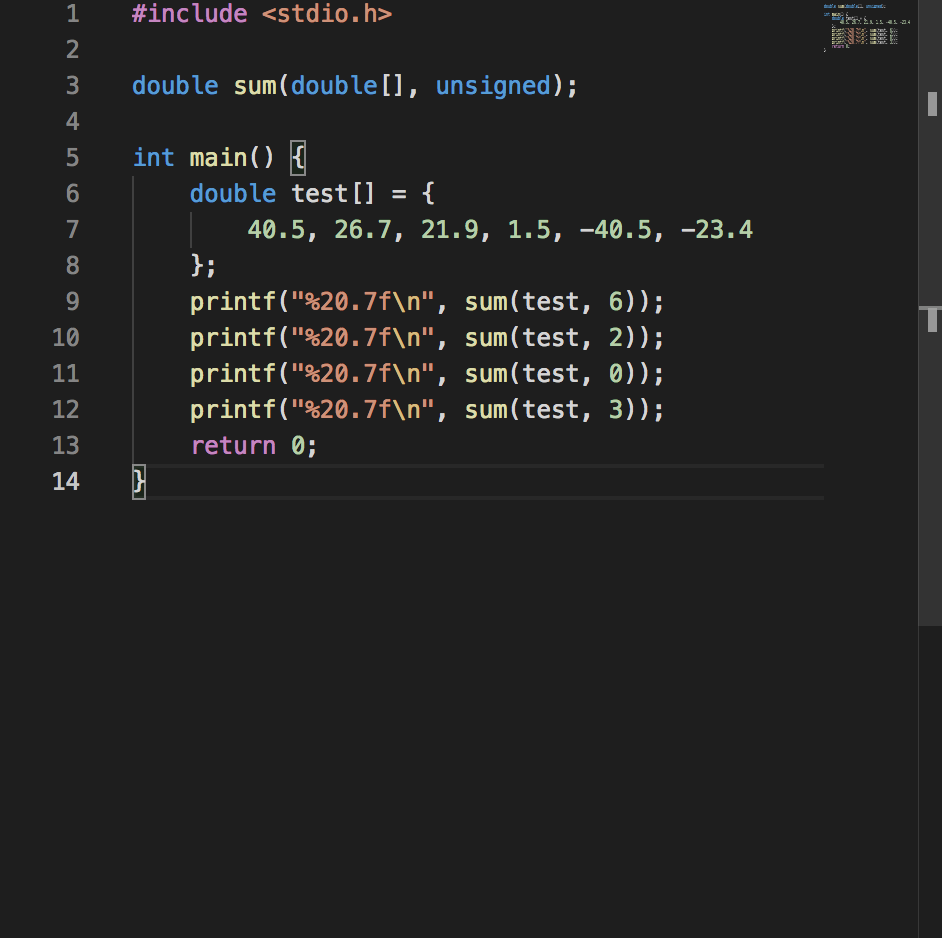 1 #include <stdio.h>
2
3 double sum(double[], unsigned);
4
5 int main() {
6     double test[] = {
7         40.5, 26.7, 21.9, 1.5, -40.5, -23.4
8     };
9     printf("%20.7f\n", sum(test, 6));
10     printf("%20.7f\n", sum(test, 2));
11     printf("%20.7f\n", sum(test, 0));
12     printf("%20.7f\n", sum(test, 3));
13     return 0;
14 }